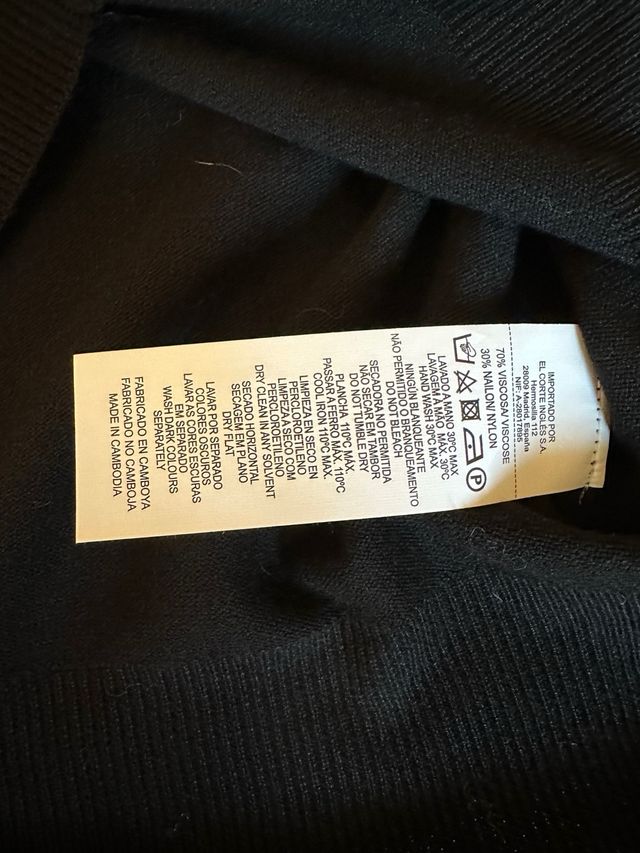 IMPORTADO POR
EL CORTE INGLÉS S.A.
Hermosilla 112
28009 Madrid, España
NIF: A-28017895
70% VISCOSA/ VISCOSE
30% NAILON/ NYLON
P
LAVADO A MANO 30ºC MAX
LAVAGEM À MÃO MAX. 30ºC
HAND WASH 30ºC MAX
NINGÚN BLANQUEANTE
NÃO PERMITIDO O BRANQUEAMENTO
DO NOT BLEACH
SECADORA NO PERMITIDA
NÃO SECAR EM TAMBOR
DO NOT TUMBLE DRY
PLANCHA 110ºC MAX.
PASSAR A FERRO MAX. 110ºC
COOL IRON 110ºC MAX.
LIMPIEZA EN SECO EN
PERCLOROETILENO
LIMPEZA A SECO COM
PERCLOROETILENO
DRY CLEAN IN ANY SOLVENT
SECADO HORIZONTAL
SECAGEM EM PLANO
DRY FLAT
LAVAR POR SEPARADO
COLORES OSCUROS
LAVAR AS CORES ESCURAS
EM SEPARADO
WASH DARK COLOURS
SEPARATELY
FABRICADO EN CAMBOYA
FABRICADO NO CAMBOJA
MADE IN CAMBODIA